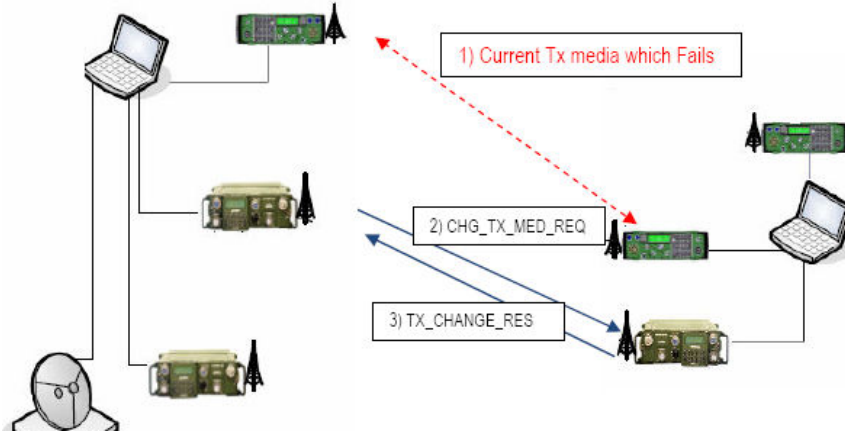 1) Current Tx media which Fails
2) CHG_TX_MED_REQ
3) TX_CHANGE_RES